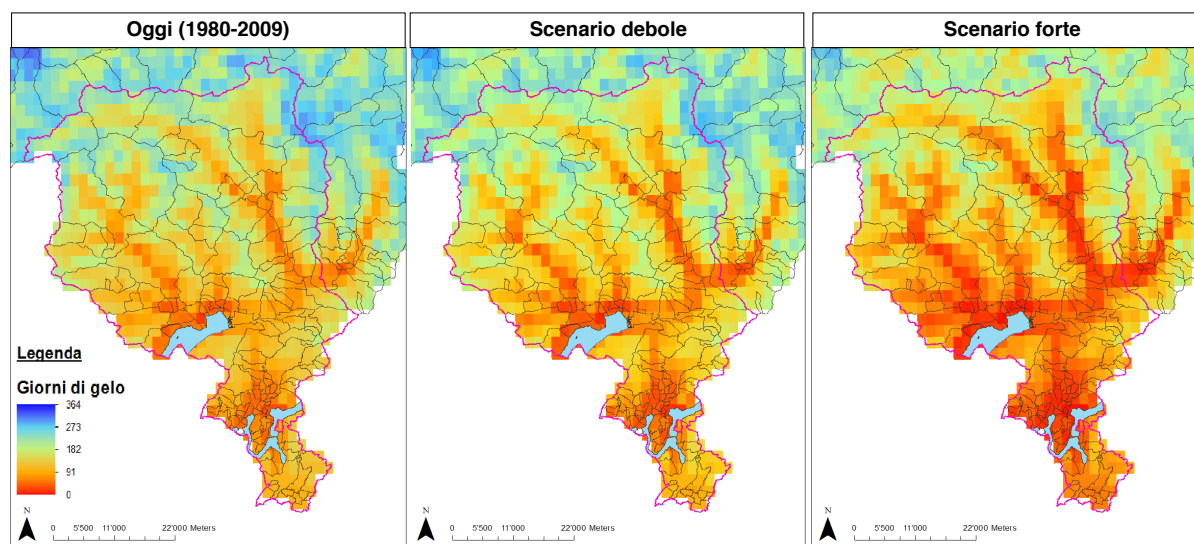 Oggi (1980-2009)
Scenario debole
Scenario forte
Legenda
Giorni di gelo
364
273
182
91
0
N
0 5'500 11'000 22'000 Meters
N
0 5'500 11'000 22'000 Meters
N
0 5'500 11'000 22'000 Meters